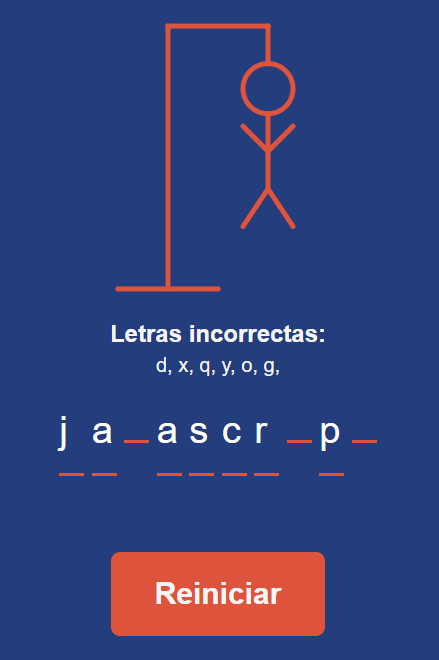 Letras incorrectas:
d, x, q, y, o, g,
j a _ a s c r _ p _
Reiniciar